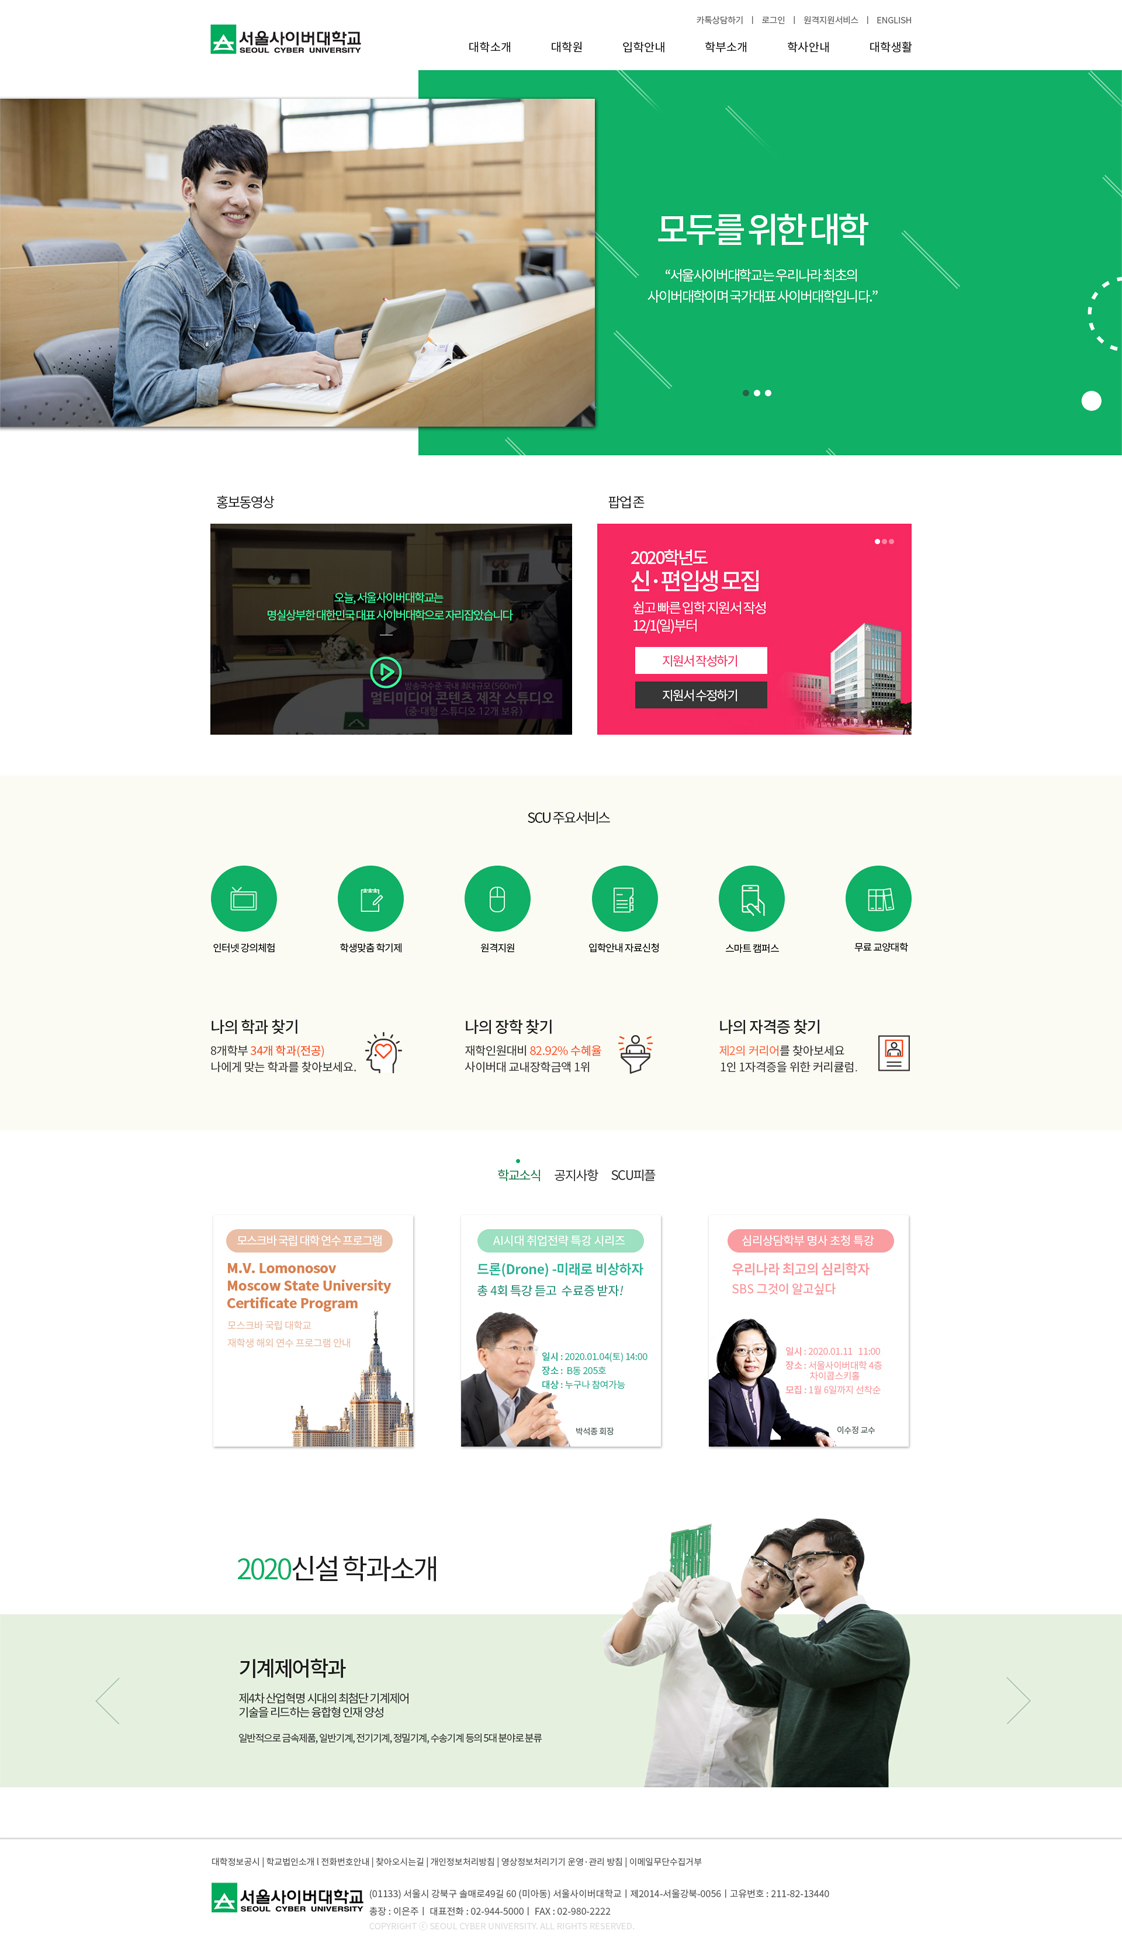 카톡상담하기 | 로그인 | 원격지원서비스 | ENGLISH
서울사이버대학교
SEOUL CYBER UNIVERSITY
대학소개 대학원 입학안내 학부소개 학사안내 대학생활
모두를 위한 대학
“서울사이버대학교는 우리나라 최초의
사이버대학이며 국가대표 사이버대학입니다.”
홍보동영상
오늘, 서울사이버대학교는
명실상부한 대한민국 대표 사이버대학으로 자리잡았습니다
방송국수준 국내 최대규모(560m²)
멀티미디어 콘텐츠 제작 스튜디오
(중·대형 스튜디오 12개 보유)
팝업존
2020학년도
신·편입생 모집
쉽고 빠른 입학 지원서 작성
12/1(일)부터
지원서 작성하기
지원서 수정하기
SCU 주요서비스
인터넷 강의체험
학생맞춤 학기제
원격지원
입학안내 자료신청
스마트 캠퍼스
무료 교양대학
나의 학과 찾기
8개학부 34개 학과(전공)
나에게 맞는 학과를 찾아보세요.
나의 장학 찾기
재학인원대비 82.92% 수혜율
사이버대 교내장학금액 1위
나의 자격증 찾기
제2의 커리어를 찾아보세요
1인 1자격증을 위한 커리큘럼.
학교소식 공지사항 SCU피플
모스크바 국립 대학 연수 프로그램
M.V. Lomonosov
Moscow State University
Certificate Program
모스크바 국립 대학교
재학생 해외 연수 프로그램 안내
AI시대 취업전략 특강 시리즈
드론(Drone) -미래로 비상하자
총 4회 특강 듣고 수료증 받자!
일시 : 2020.01.04(토) 14:00
장소 : B동 205호
대상 : 누구나 참여가능
박석종 회장
심리상담학부 명사 초청 특강
우리나라 최고의 심리학자
SBS 그것이 알고싶다
일시 : 2020.01.11 11:00
장소 : 서울사이버대학 4층
차이콥스키홀
모집 : 1월 6일까지 선착순
이수정 교수
2020신설 학과소개
기계제어학과
제4차 산업혁명 시대의 최첨단 기계제어
기술을 리드하는 융합형 인재 양성
일반적으로 금속제품, 일반기계, 전기기계, 정밀기계, 수송기계 등의 5대 분야로 분류
대학정보공시 | 학교법인소개 l 전화번호안내 | 찾아오시는길 | 개인정보처리방침 | 영상정보처리기기 운영·관리 방침 | 이메일무단수집거부
서울사이버대학교
SEOUL CYBER UNIVERSITY
(01133) 서울시 강북구 솔매로49길 60 (미아동) 서울사이버대학교 | 제2014-서울강북-0056 | 고유번호 : 211-82-13440
총장 : 이은주 | 대표전화 : 02-944-5000 | FAX : 02-980-2222
COPYRIGHT ⓒ SEOUL CYBER UNIVERSITY. ALL RIGHTS RESERVED.